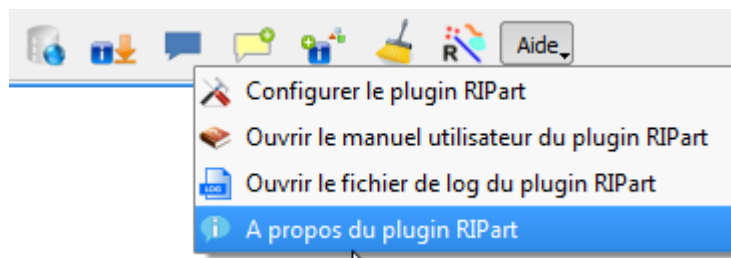 R Aide
Configurer le plugin RIPart
Ouvrir le manuel utilisateur du plugin RIPart
LOG Ouvrir le fichier de log du plugin RIPart
A propos du plugin RIPart